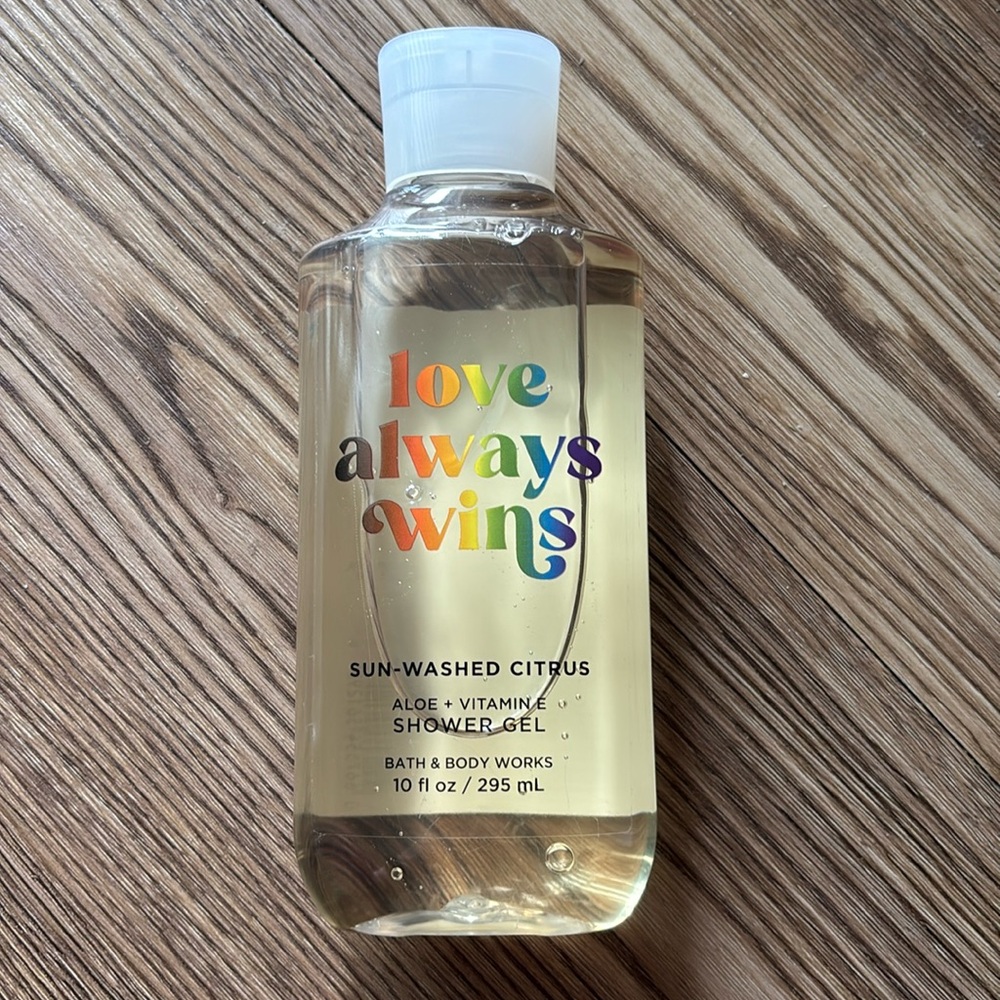 love
always
wins
SUN-WASHED CITRUS
ALOE + VITAMIN E
SHOWER GEL
BATH & BODY WORKS
10 fl oz / 295 mL